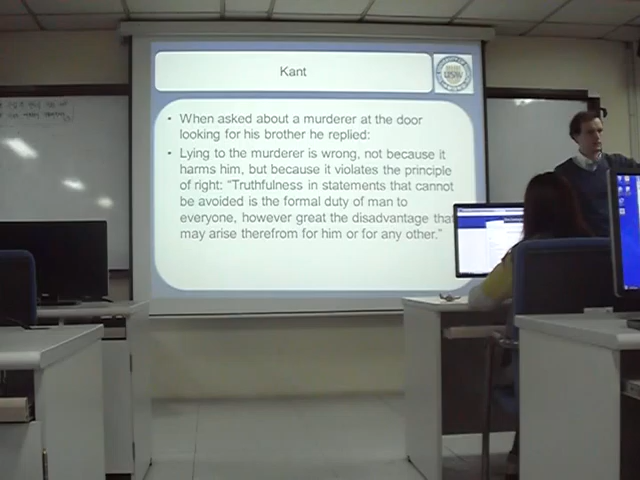 Kant
• When asked about a murderer at the door
looking for his brother he replied:
• Lying to the murderer is wrong, not because it
harms him, but because it violates the principle
of right: “Truthfulness in statements that cannot
be avoided is the formal duty of man to
everyone, however great the disadvantage that
may arise therefrom for him or for any other.”